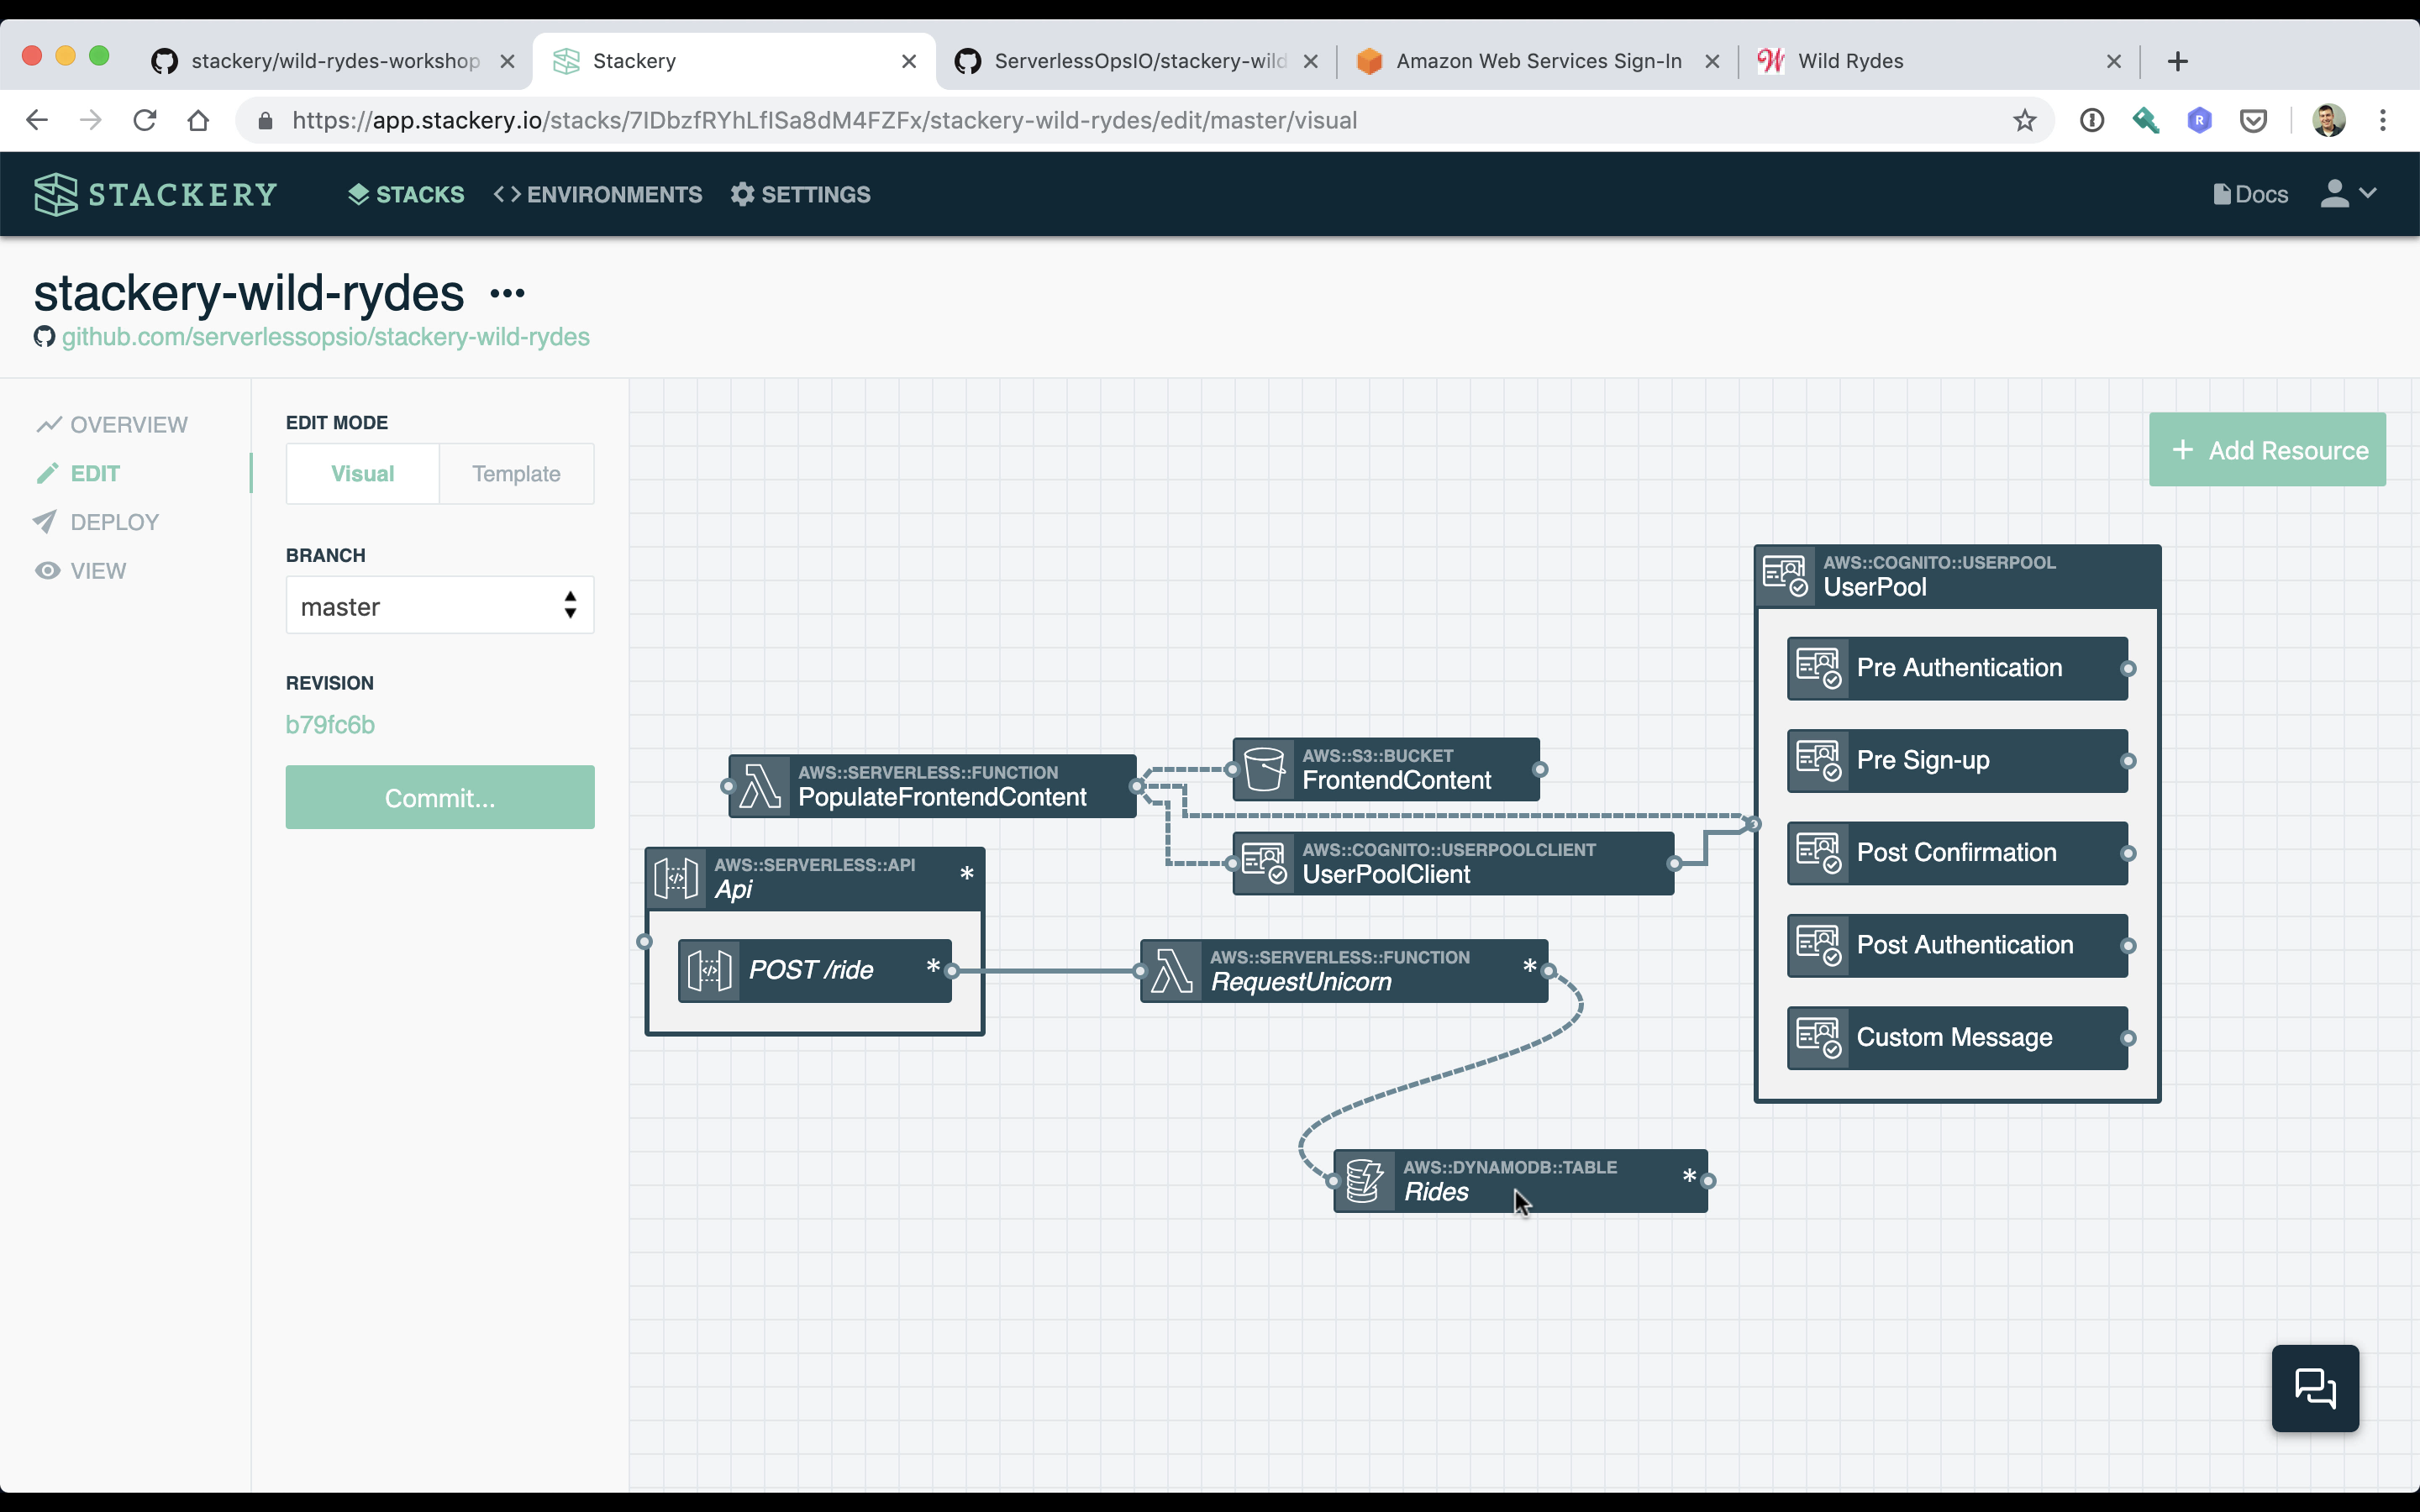 stackery/wild-rydes-workshop
Stackery
ServerlessOpsIO/stackery-wild
Amazon Web Services Sign-In
Wild Rydes
https://app.stackery.io/stacks/7IDbzfRYhLfISa8dM4FZFx/stackery-wild-rydes/edit/master/visual
STACKERY
STACKS
ENVIRONMENTS
SETTINGS
Docs
stackery-wild-rydes
github.com/serverlessopsio/stackery-wild-rydes
OVERVIEW
EDIT
DEPLOY
VIEW
EDIT MODE
Visual
Template
BRANCH
master
REVISION
b79fc6b
Commit...
+ Add Resource
AWS::COGNITO::USERPOOL
UserPool
Pre Authentication
Pre Sign-up
Post Confirmation
Post Authentication
Custom Message
AWS::SERVERLESS::FUNCTION
PopulateFrontendContent
AWS::S3::BUCKET
FrontendContent
AWS::COGNITO::USERPOOLCLIENT
UserPoolClient
AWS::SERVERLESS::API
Api *
POST /ride *
AWS::SERVERLESS::FUNCTION
RequestUnicorn *
AWS::DYNAMODB::TABLE
Rides *